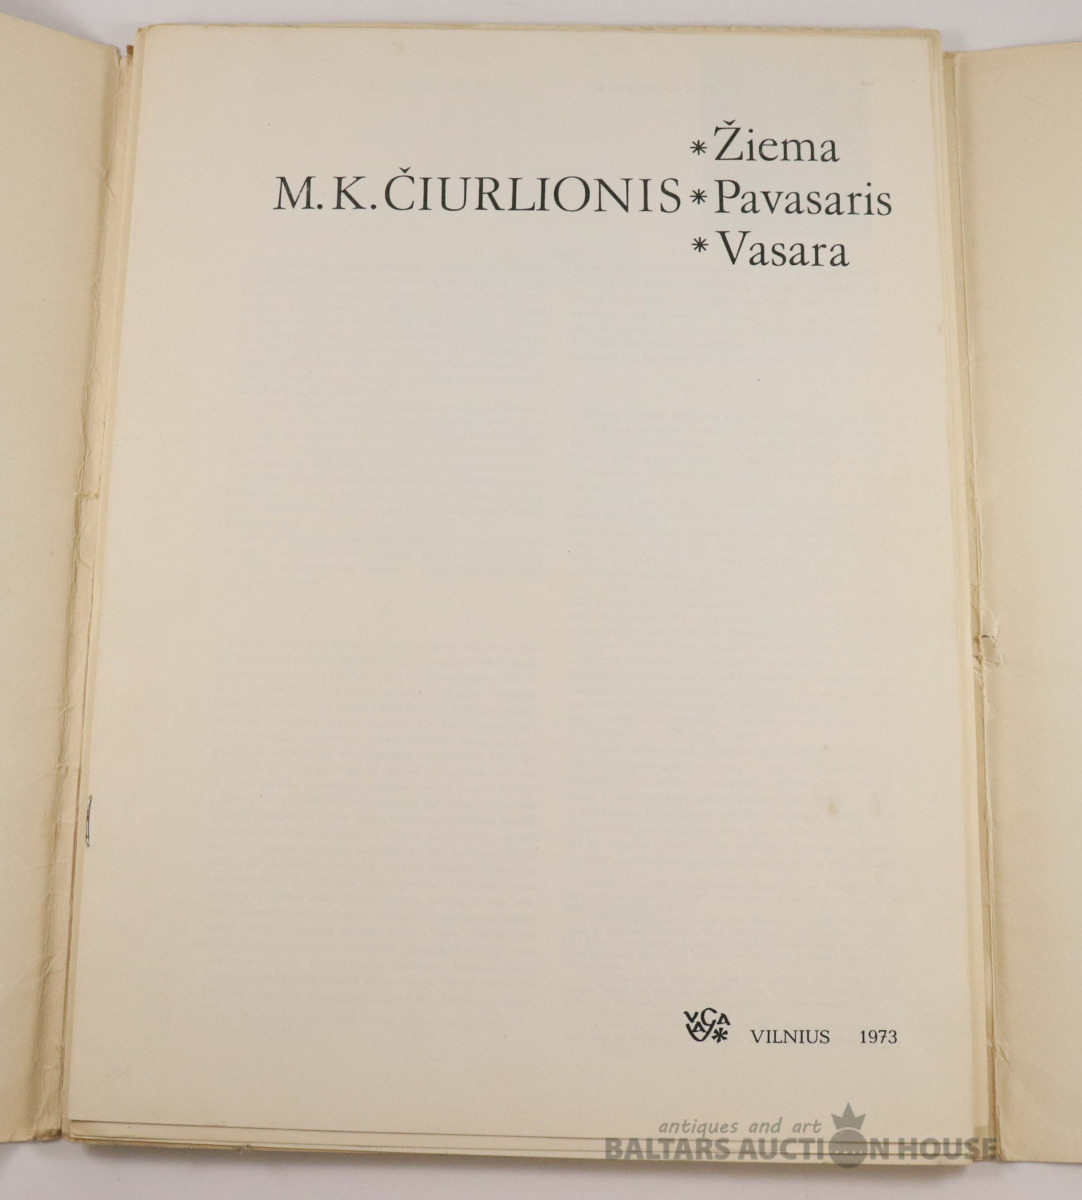 * Žiema
M. K. ČIURLIONIS * Pavasaris
* Vasara
VAGA * VILNIUS 1973
antiques and art
BALTARS AUCTION HOUSE